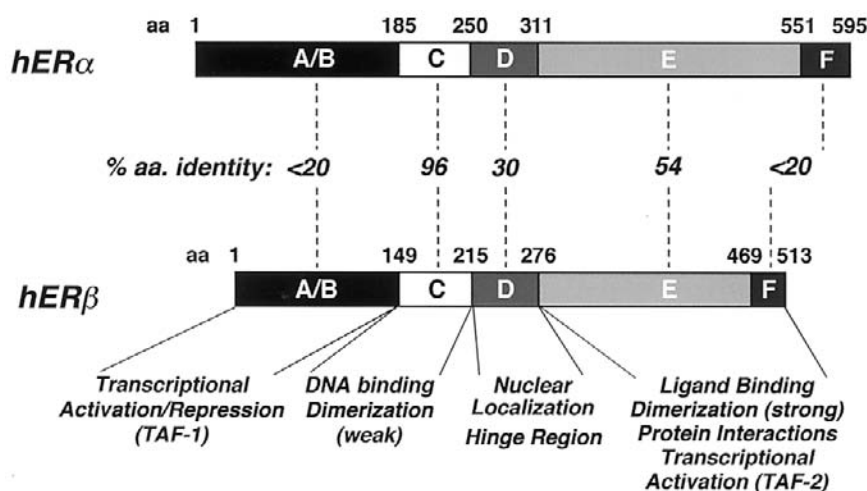 aa 1 185 250 311 551 595
hERα A/B C D E F
% aa. identity: <20 96 30 54 <20
aa 1 149 215 276 469 513
hERβ A/B C D E F
Transcriptional
Activation/Repression
(TAF-1)
DNA binding
Dimerization
(weak)
Nuclear
Localization
Hinge Region
Ligand Binding
Dimerization (strong)
Protein Interactions
Transcriptional
Activation (TAF-2)